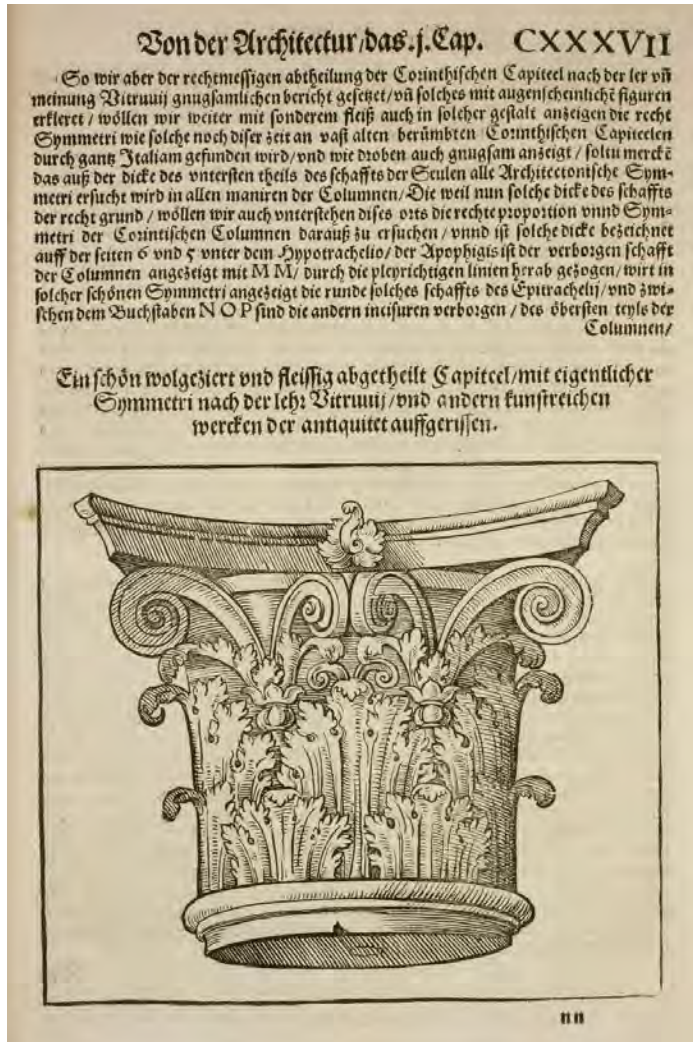 Von der Architectur/das.j.Cap. CXXXVII
So wir aber der rechtmessigen abtheilung der Corinthischen Capiteel nach der ler vñ
meinung Vitruuij gnugsamlichen bericht gesetzet/vñ solches mit augenscheinlichẽ figuren
erkleret/wöllen wir weiter mit sonderem fleiß auch in solcher gestalt anzeigen die recht
Symmetri wie solche noch diser zeit an vast alten berümbten Corinthischen Capiteelen
durch gantz Italiam gefunden wird/vnd wie droben auch gnugsam anzeigt/soltu merckẽ
das auß der dicke des vntersten theils des schaffts der Seulen alle Architectonische Sym-
metri ersucht wird in allen maniren der Columnen/Die weil nun solche dicke des schaffts
der recht grund/wöllen wir auch vnterstehen dises orts die rechte proportion vnnd Sym-
metri der Corintischen Columnen darauß zu ersuchen/vnnd ist solche dicke bezeichnet
auff der seiten 6 vnd 5 vnter dem Hypotrachelio/der Apophigis ist der verborgen schafft
der Columnen angezeigt mit M M/durch die pleyrichtigen linien herab gezogen/wirt in
solcher schönen Symmetri angezeigt die runde solches schaffts des Epitrachelij/vnd zwi-
schen dem Buchstaben N O P sind die andern incisuren verborgen/des öbersten teyls der
Columnen/
Ein schön wolgeziert vnd fleissig abgetheilt Capiteel/mit eigentlicher
Symmetri nach der lehr Vitruuij/vnd andern kunstreichen
wercken der antiquitet auffgerissen.
nn